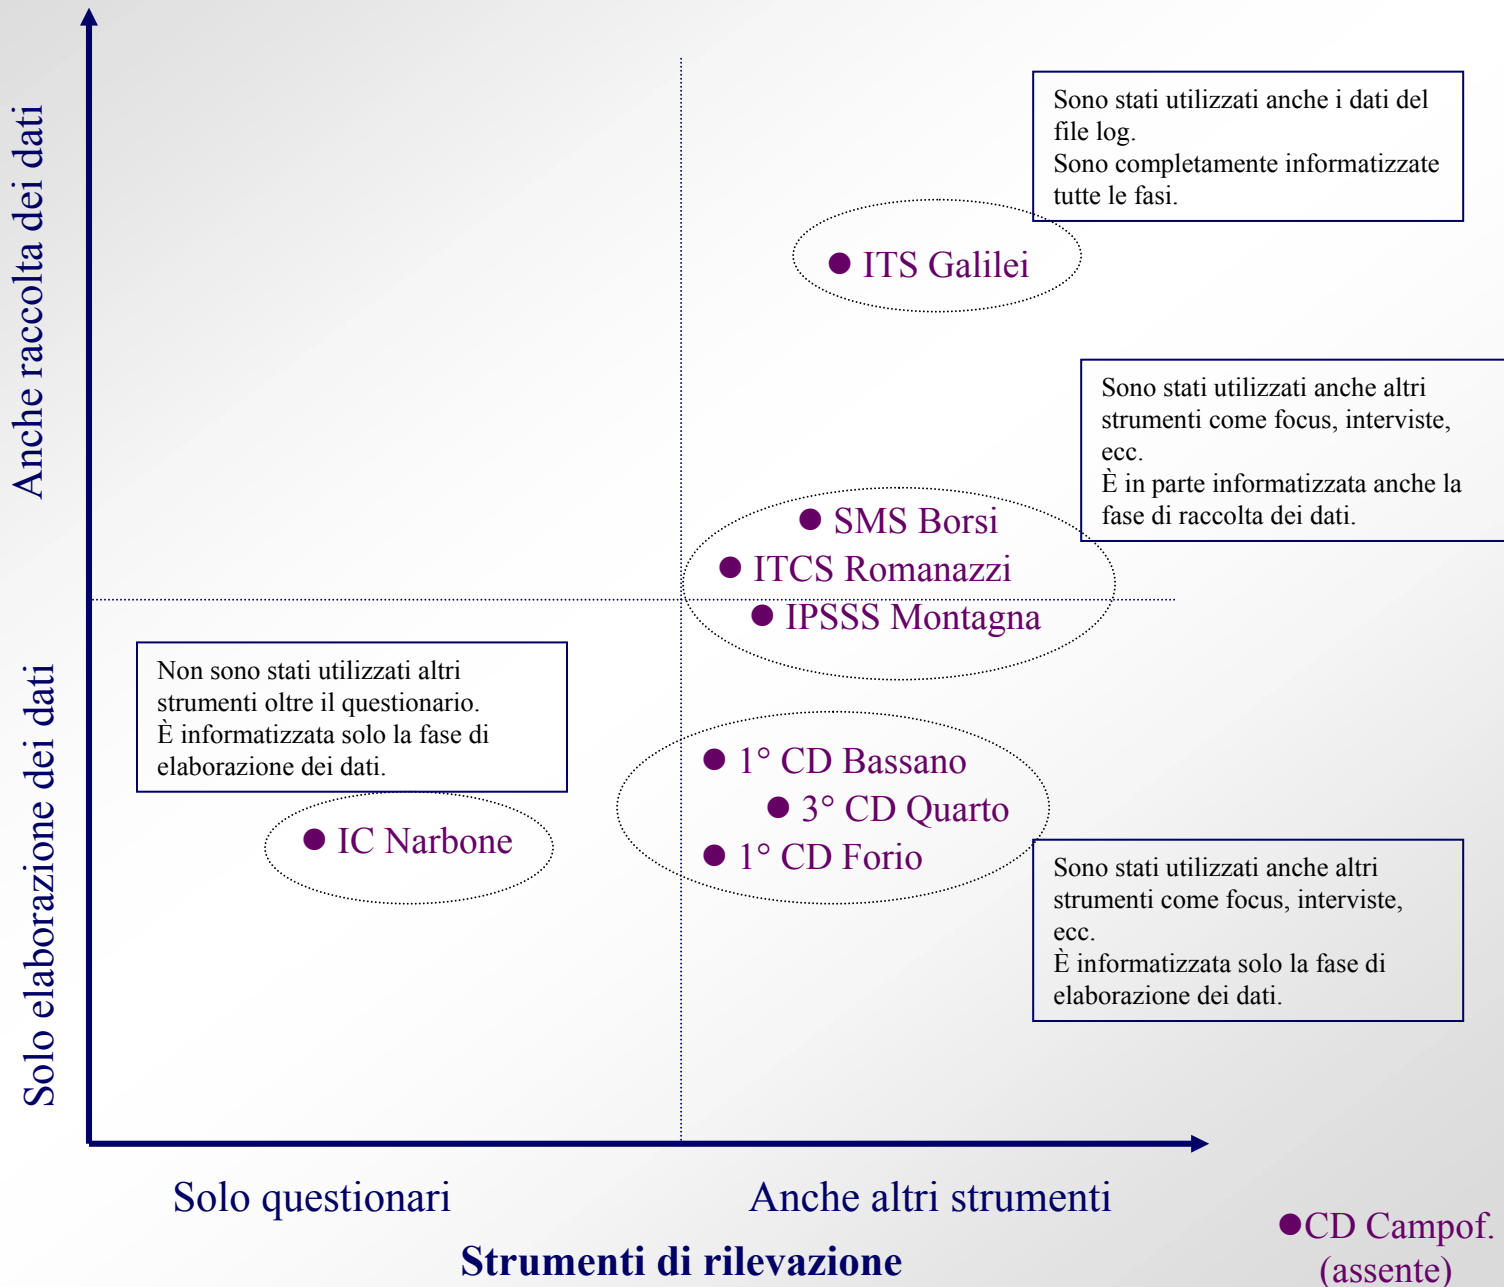 Anche raccolta dei dati
Solo elaborazione dei dati
Sono stati utilizzati anche i dati del
file log.
Sono completamente informatizzate
tutte le fasi.
● ITS Galilei
Sono stati utilizzati anche altri
strumenti come focus, interviste,
ecc.
È in parte informatizzata anche la
fase di raccolta dei dati.
● SMS Borsi
● ITCS Romanazzi
● IPSSS Montagna
Non sono stati utilizzati altri
strumenti oltre il questionario.
È informatizzata solo la fase di
elaborazione dei dati.
● IC Narbone
● 1° CD Bassano
● 3° CD Quarto
● 1° CD Forio
Sono stati utilizzati anche altri
strumenti come focus, interviste,
ecc.
È informatizzata solo la fase di
elaborazione dei dati.
Solo questionari
Anche altri strumenti
Strumenti di rilevazione
●CD Campof.
(assente)